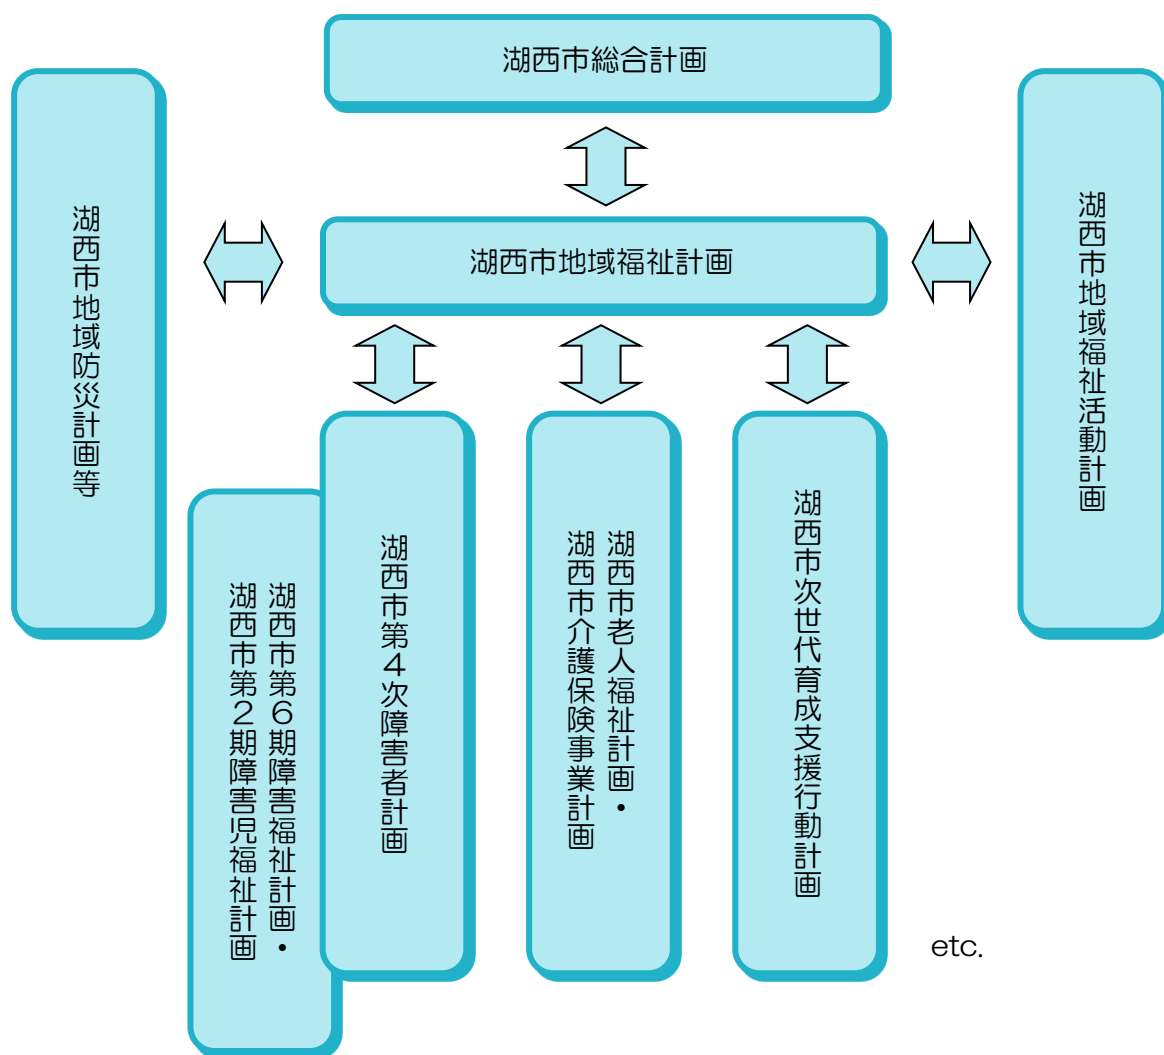 湖西市総合計画
湖西市地域防災計画等
湖西市地域福祉計画
湖西市地域福祉活動計画
湖西市第６期障害福祉計画・
湖西市第２期障害児福祉計画
湖西市第４次障害者計画
湖西市老人福祉計画・
湖西市介護保険事業計画
湖西市次世代育成支援行動計画
etc.